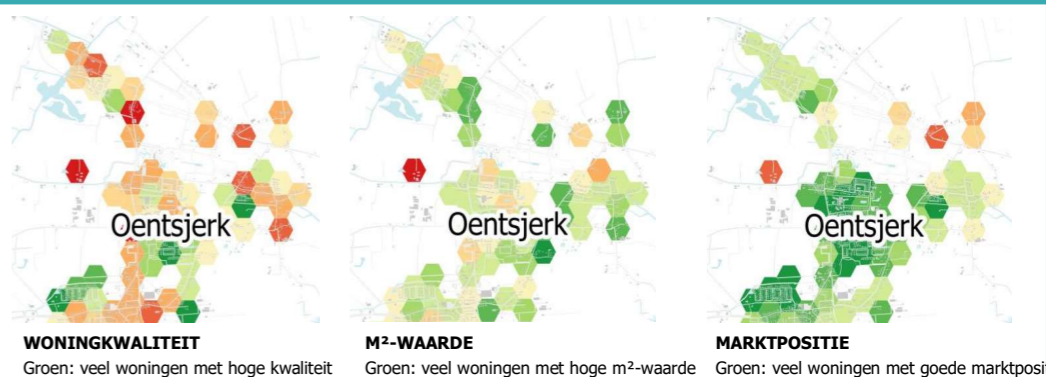 Oentsjerk
Oentsjerk
Oentsjerk
WONINGKWALITEIT
Groen: veel woningen met hoge kwaliteit
M²-WAARDE
Groen: veel woningen met hoge m²-waarde
MARKTPOSITIE
Groen: veel woningen met goede marktposit